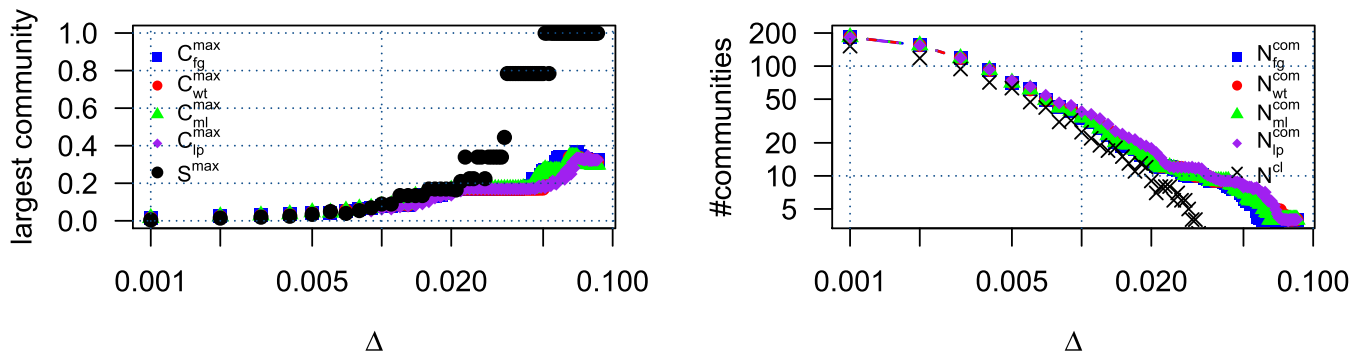 largest community
1.0
0.8
0.6
0.4
0.2
0.0
C_fg^max
C_wt^max
C_ml^max
C_lp^max
S^max
0.001 0.005 0.020 0.100
Δ
#communities
200
100
50
20
10
5
N_fg^com
N_wt^com
N_ml^com
N_lp^com
N^cl
0.001 0.005 0.020 0.100
Δ